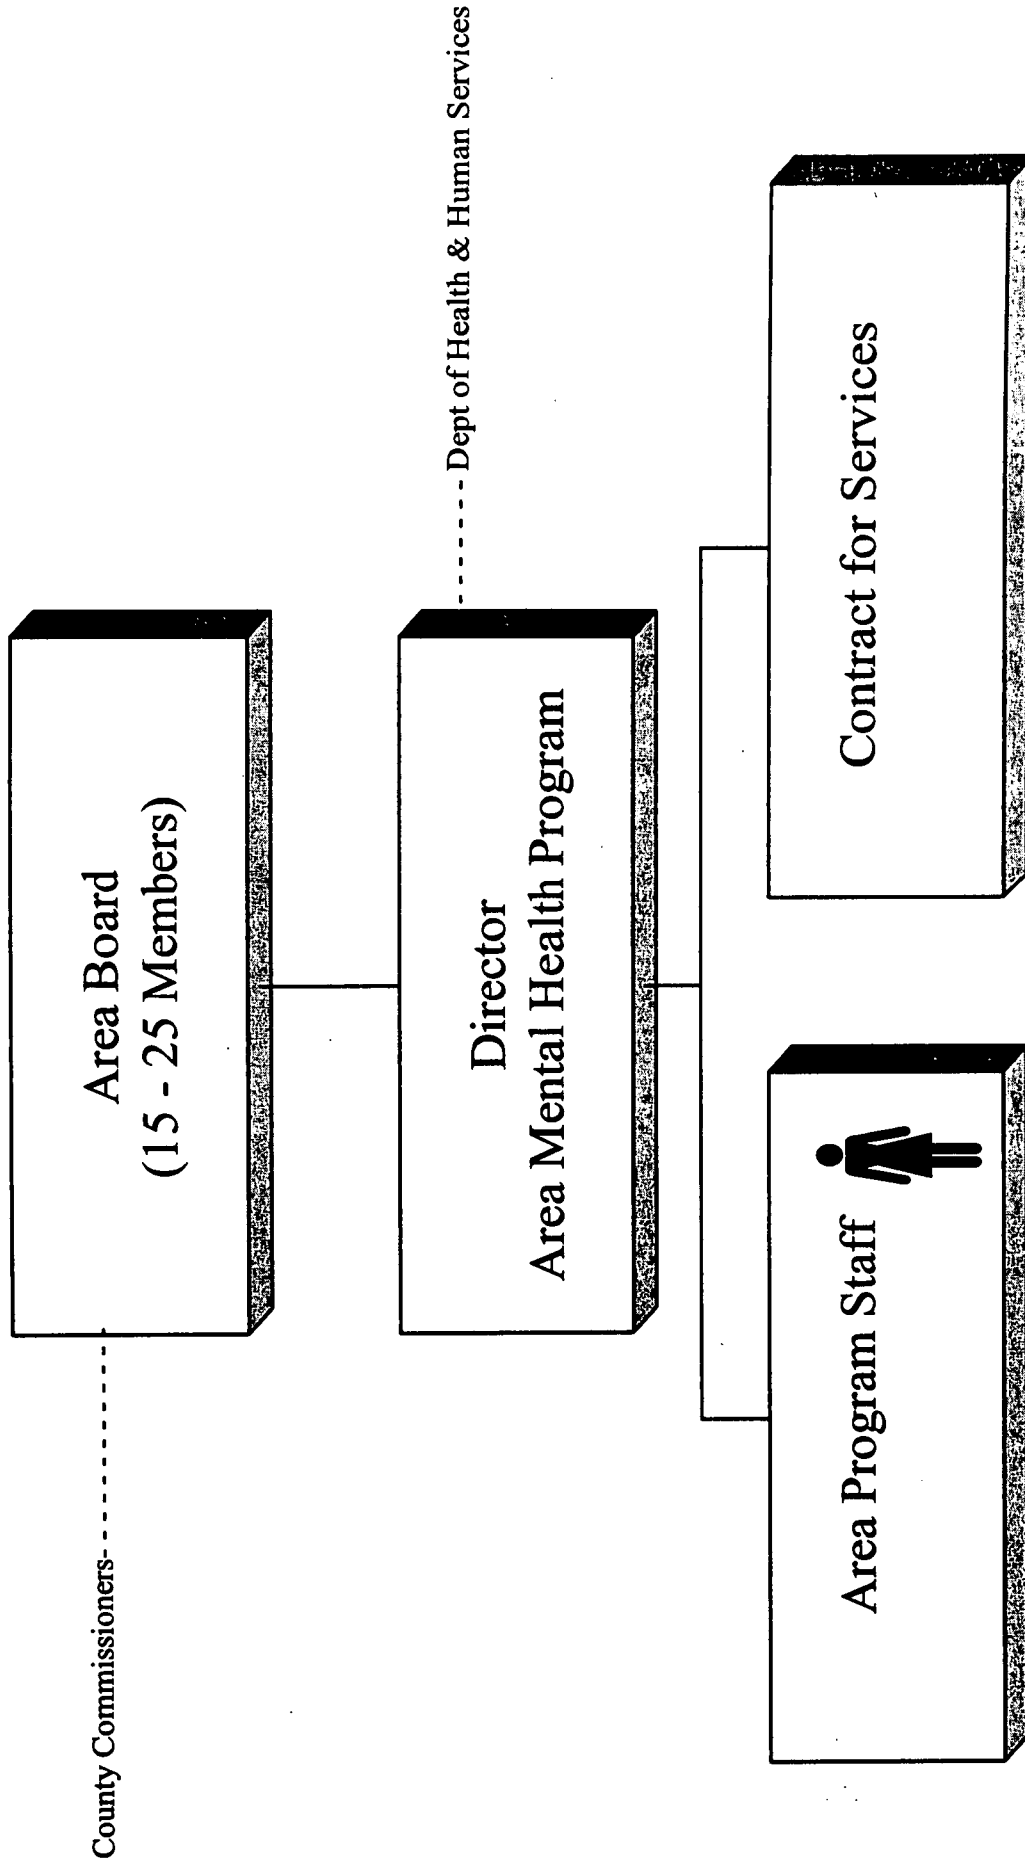 County Commissioners
Area Board
(15 - 25 Members)
Director
Area Mental Health Program
Dept of Health & Human Services
Area Program Staff
Contract for Services